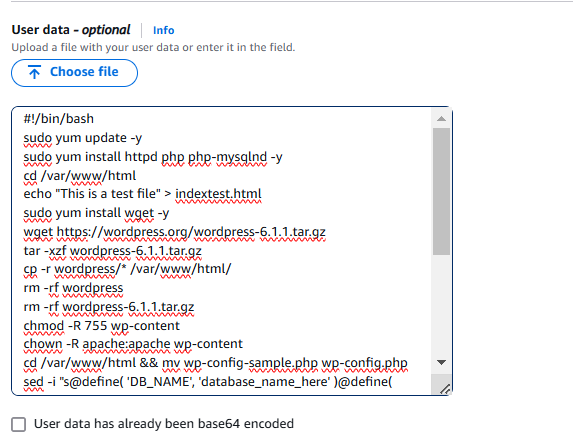 User data - optional Info
Upload a file with your user data or enter it in the field.
Choose file
#!/bin/bash
sudo yum update -y
sudo yum install httpd php php-mysqlnd -y
cd /var/www/html
echo "This is a test file" > indextest.html
sudo yum install wget -y
wget https://wordpress.org/wordpress-6.1.1.tar.gz
tar -xzf wordpress-6.1.1.tar.gz
cp -r wordpress/* /var/www/html/
rm -rf wordpress
rm -rf wordpress-6.1.1.tar.gz
chmod -R 755 wp-content
chown -R apache:apache wp-content
cd /var/www/html && mv wp-config-sample.php wp-config.php
sed -i "s@define( 'DB_NAME', 'database_name_here' )@define(
User data has already been base64 encoded